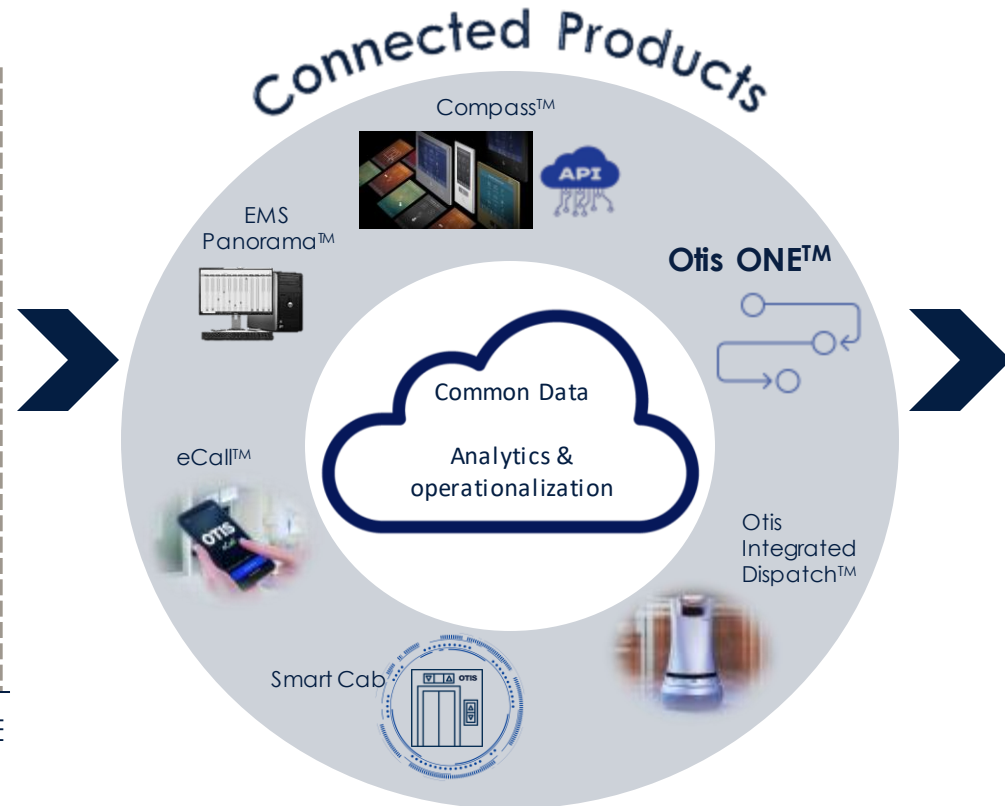 Connected Products
Compass™
API
EMS
Panorama™
Otis ONE™
Common Data
Analytics &
operationalization
eCall™
OTIS
Otis
Integrated
Dispatch™
Smart Cab
OTIS
E